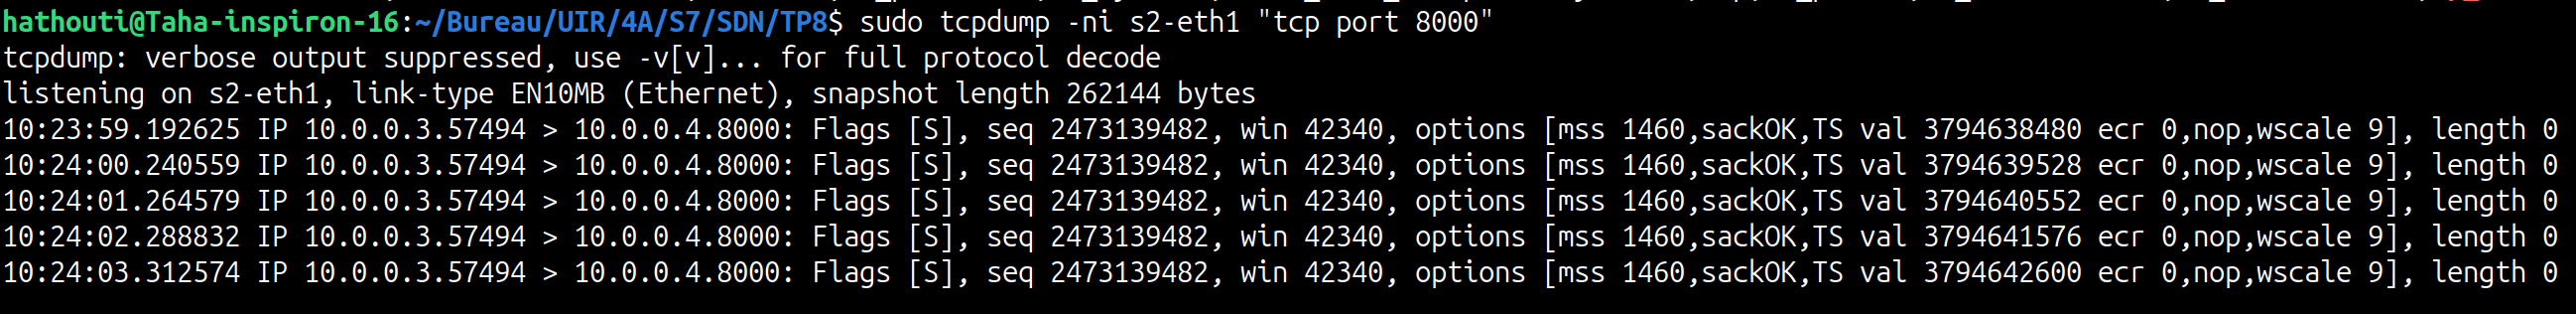 hathouti@Taha-inspiron-16:~/Bureau/UIR/4A/S7/SDN/TP8$ sudo tcpdump -ni s2-eth1 "tcp port 8000"
tcpdump: verbose output suppressed, use -v[v]... for full protocol decode
listening on s2-eth1, link-type EN10MB (Ethernet), snapshot length 262144 bytes
10:23:59.192625 IP 10.0.0.3.57494 > 10.0.0.4.8000: Flags [S], seq 2473139482, win 42340, options [mss 1460,sackOK,TS val 3794638480 ecr 0,nop,wscale 9], length 0
10:24:00.240559 IP 10.0.0.3.57494 > 10.0.0.4.8000: Flags [S], seq 2473139482, win 42340, options [mss 1460,sackOK,TS val 3794639528 ecr 0,nop,wscale 9], length 0
10:24:01.264579 IP 10.0.0.3.57494 > 10.0.0.4.8000: Flags [S], seq 2473139482, win 42340, options [mss 1460,sackOK,TS val 3794640552 ecr 0,nop,wscale 9], length 0
10:24:02.288832 IP 10.0.0.3.57494 > 10.0.0.4.8000: Flags [S], seq 2473139482, win 42340, options [mss 1460,sackOK,TS val 3794641576 ecr 0,nop,wscale 9], length 0
10:24:03.312574 IP 10.0.0.3.57494 > 10.0.0.4.8000: Flags [S], seq 2473139482, win 42340, options [mss 1460,sackOK,TS val 3794642600 ecr 0,nop,wscale 9], length 0